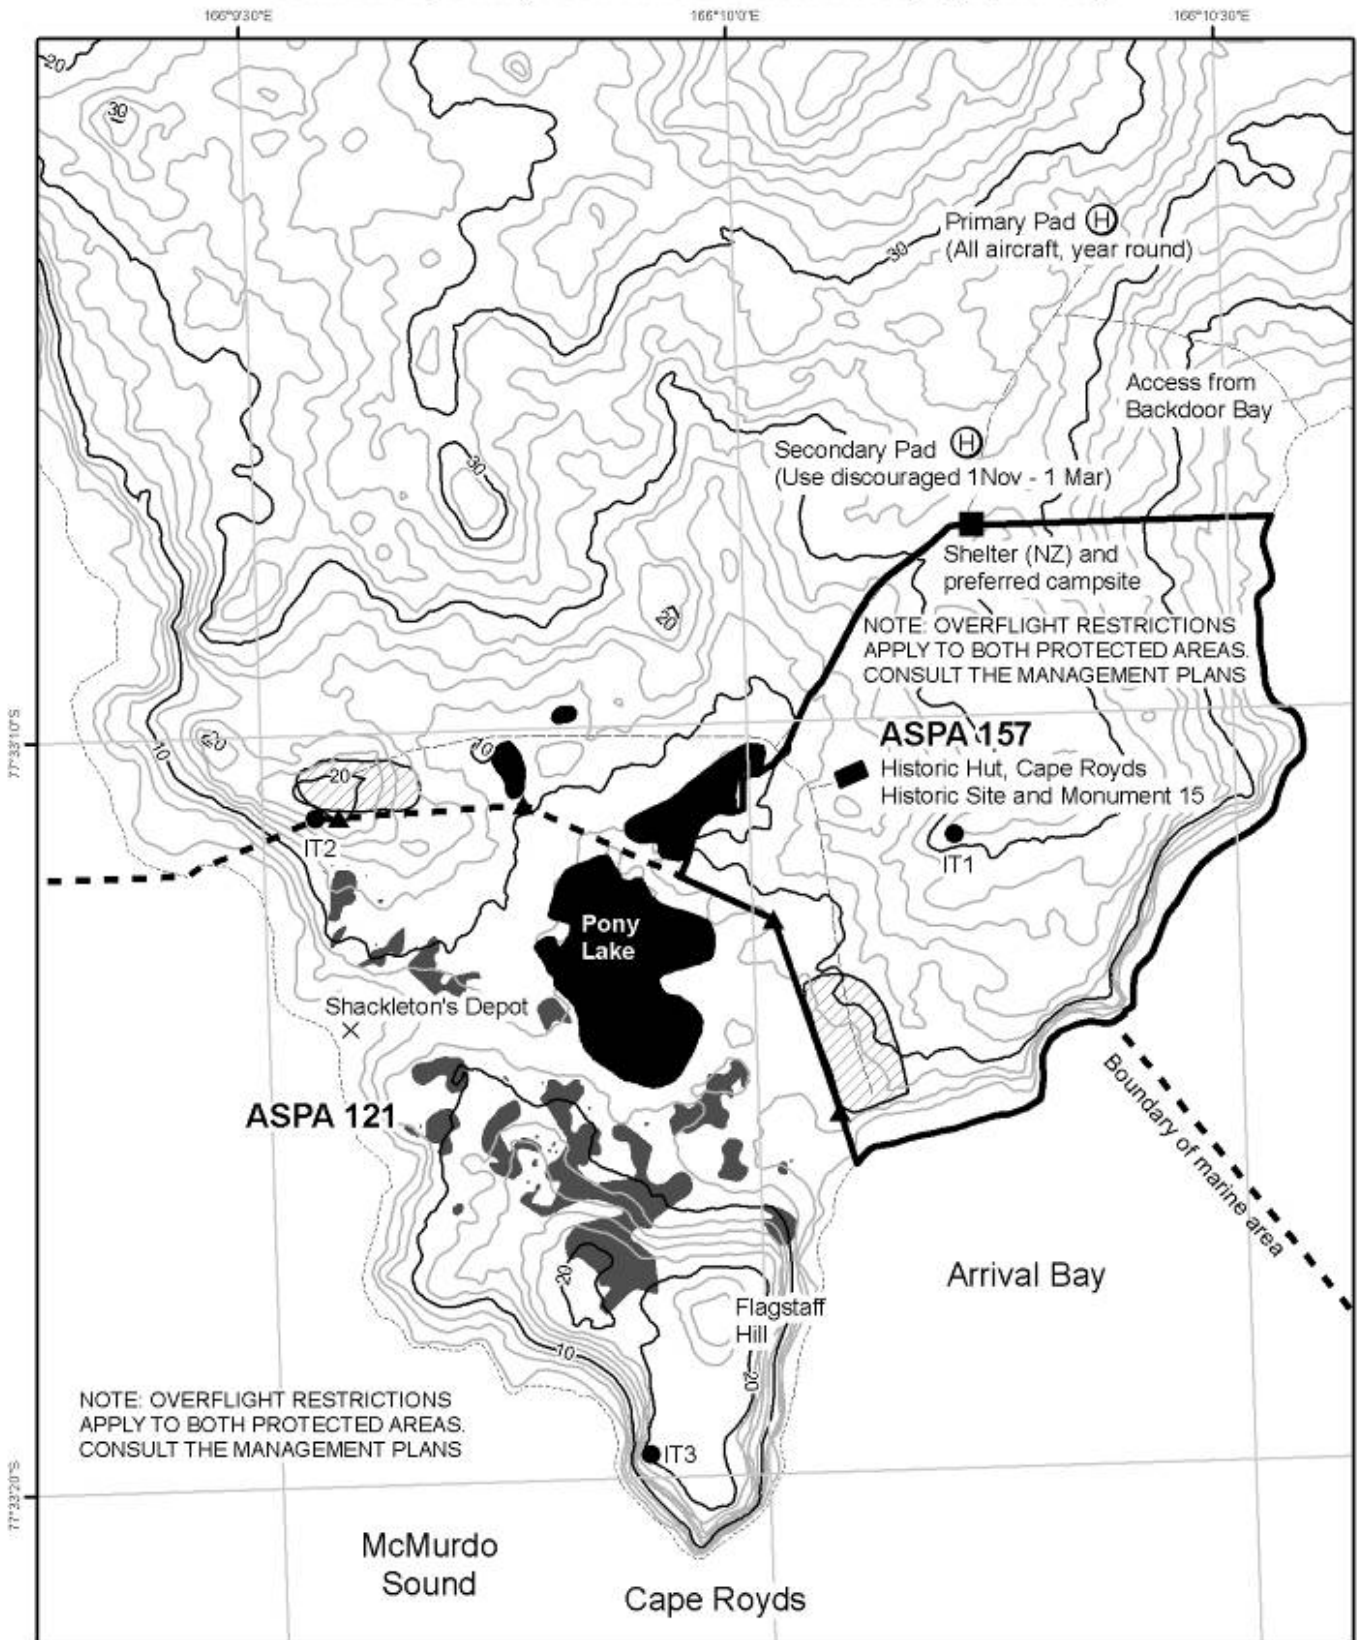 166°9'30"E
166°10'0"E
166°10'30"E
20
30
Primary Pad H
(All aircraft, year round)
30
Access from
Backdoor Bay
Secondary Pad H
(Use discouraged 1Nov - 1 Mar)
30
Shelter (NZ) and
preferred campsite
20
NOTE: OVERFLIGHT RESTRICTIONS
APPLY TO BOTH PROTECTED AREAS.
CONSULT THE MANAGEMENT PLANS
77°33'10"S
10
20
10
ASPA 157
Historic Hut, Cape Royds
Historic Site and Monument 15
20
IT2
IT1
Pony
Lake
Shackleton's Depot
ASPA 121
Boundary of marine area
Arrival Bay
20
Flagstaff
Hill
10
20
NOTE: OVERFLIGHT RESTRICTIONS
APPLY TO BOTH PROTECTED AREAS.
CONSULT THE MANAGEMENT PLANS
IT3
77°33'20"S
McMurdo
Sound
Cape Royds